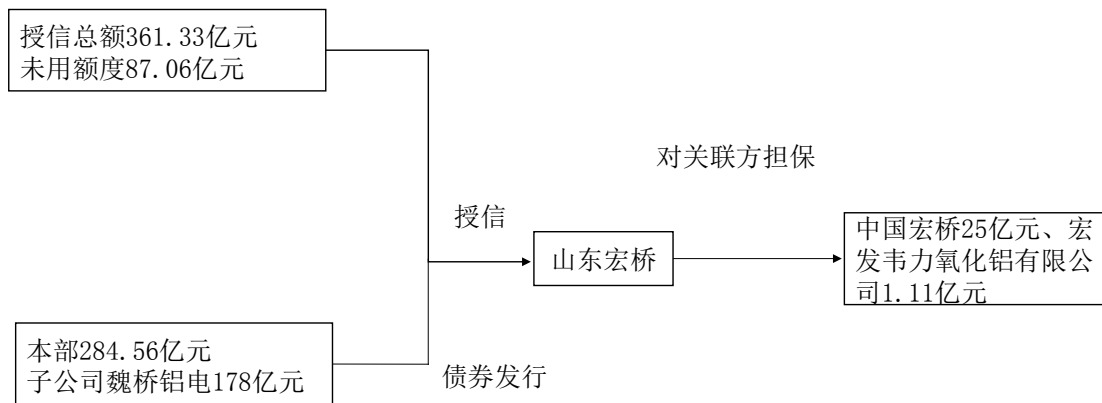 授信总额361.33亿元
未用额度87.06亿元
对关联方担保
授信
山东宏桥
中国宏桥25亿元、宏
发韦力氧化铝有限公
司1.11亿元
本部284.56亿元
子公司魏桥铝电178亿元
债券发行